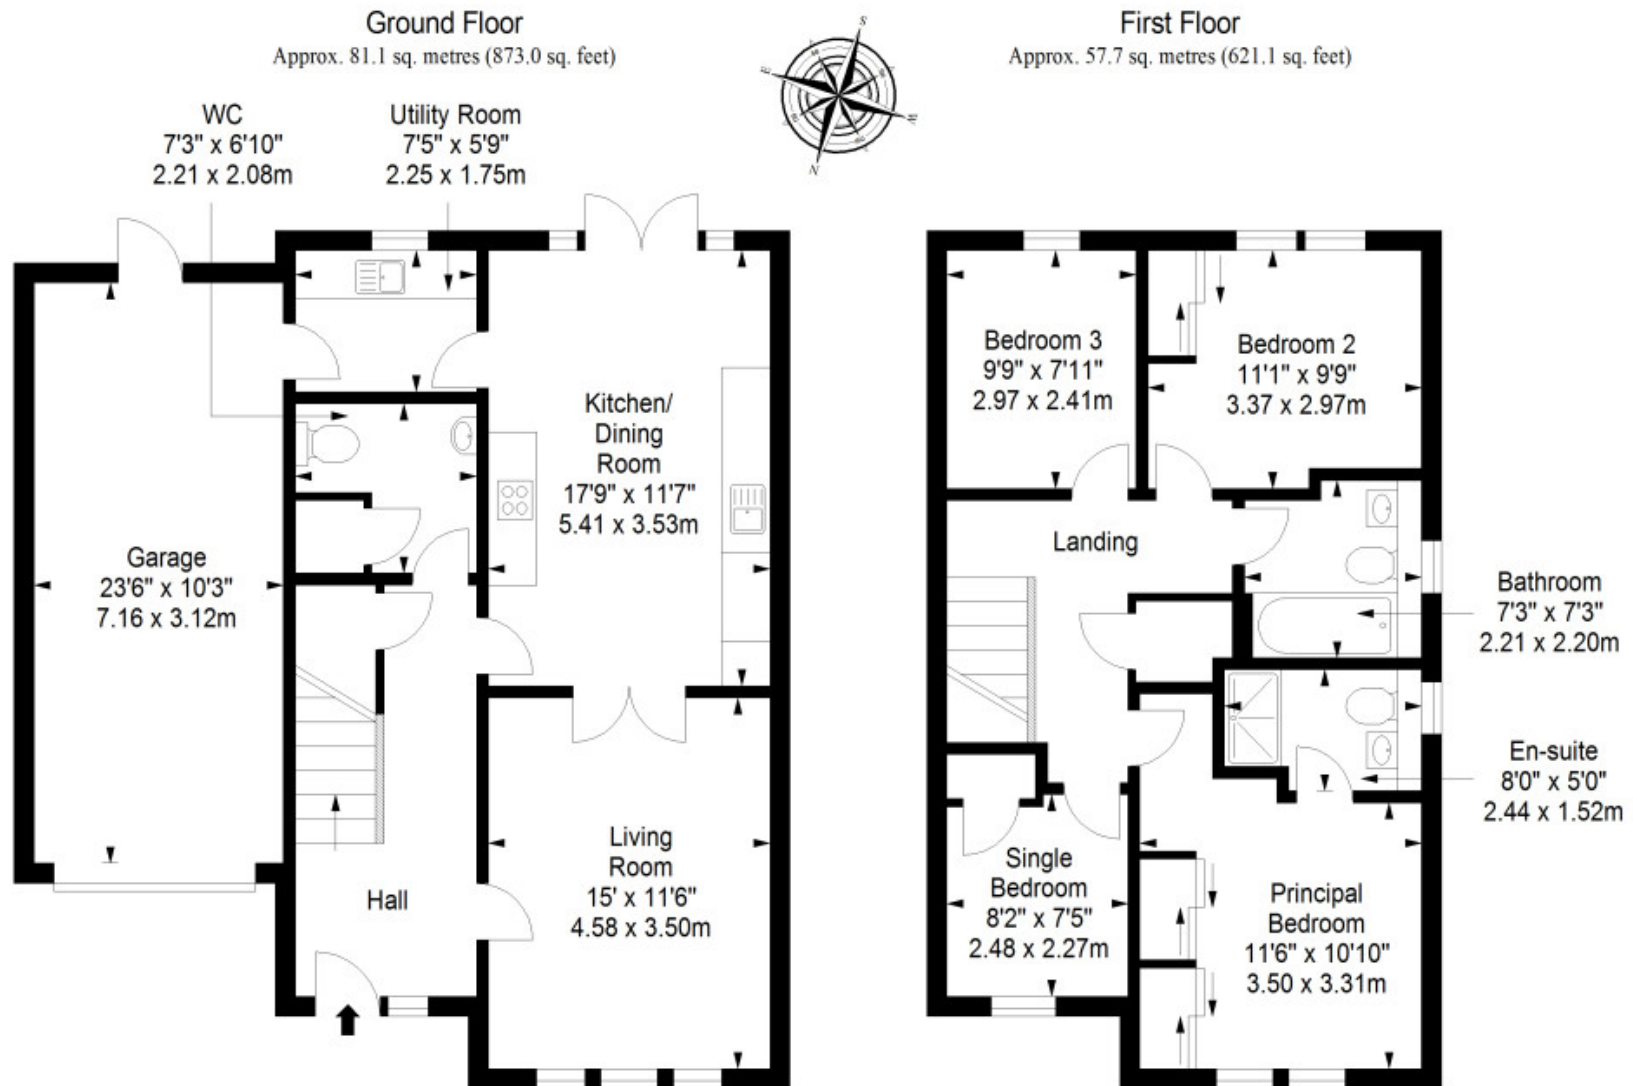 Ground Floor
Approx. 81.1 sq. metres (873.0 sq. feet)
First Floor
Approx. 57.7 sq. metres (621.1 sq. feet)
S
E
W
N
WC
7'3" x 6'10"
2.21 x 2.08m
Utility Room
7'5" x 5'9"
2.25 x 1.75m
Kitchen/
Dining
Room
17'9" x 11'7"
5.41 x 3.53m
Garage
23'6" x 10'3"
7.16 x 3.12m
Living
Room
15' x 11'6"
4.58 x 3.50m
Hall
Bedroom 3
9'9" x 7'11"
2.97 x 2.41m
Bedroom 2
11'1" x 9'9"
3.37 x 2.97m
Landing
Bathroom
7'3" x 7'3"
2.21 x 2.20m
En-suite
8'0" x 5'0"
2.44 x 1.52m
Single
Bedroom
8'2" x 7'5"
2.48 x 2.27m
Principal
Bedroom
11'6" x 10'10"
3.50 x 3.31m